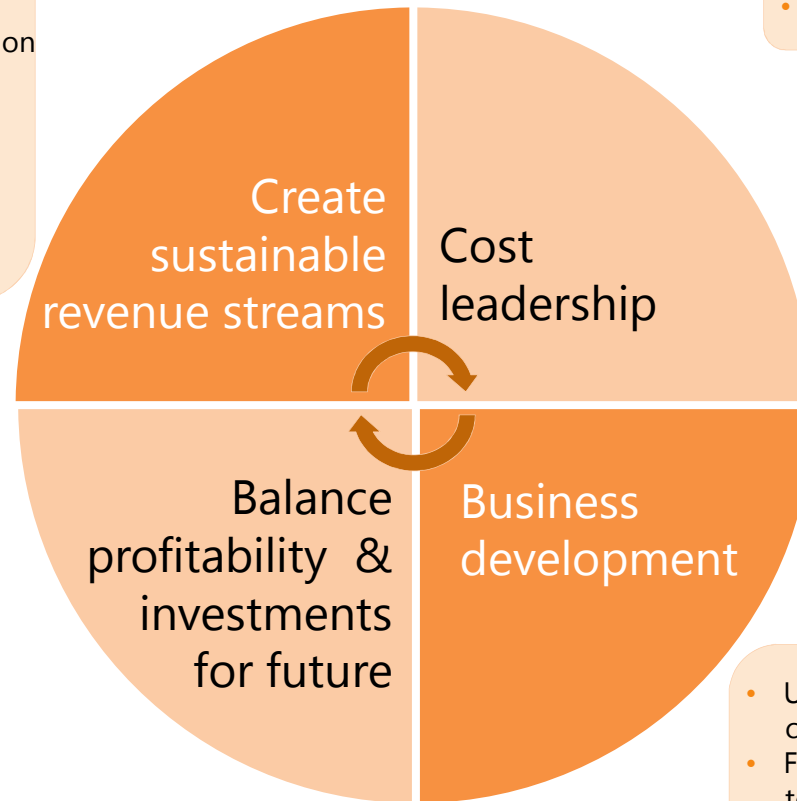 on
Create
sustainable
revenue streams
Cost
leadership
Balance
profitability & 
investments
for future
Business
development
•
• U
•
• F